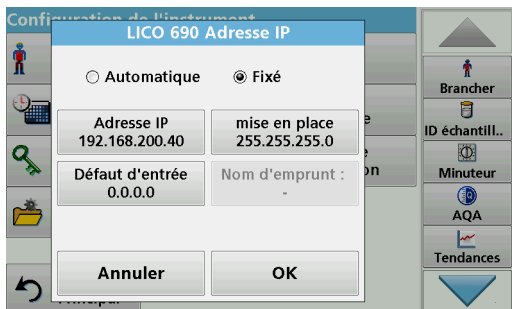 Configuration de l'instrument
LICO 690 Adresse IP
Automatique
Fixé
Adresse IP
192.168.200.40
mise en place
255.255.255.0
Défaut d'entrée
0.0.0.0
Nom d'emprunt :
-
Annuler
OK
Principal
Brancher
ID échantill..
Minuteur
AQA
Tendances